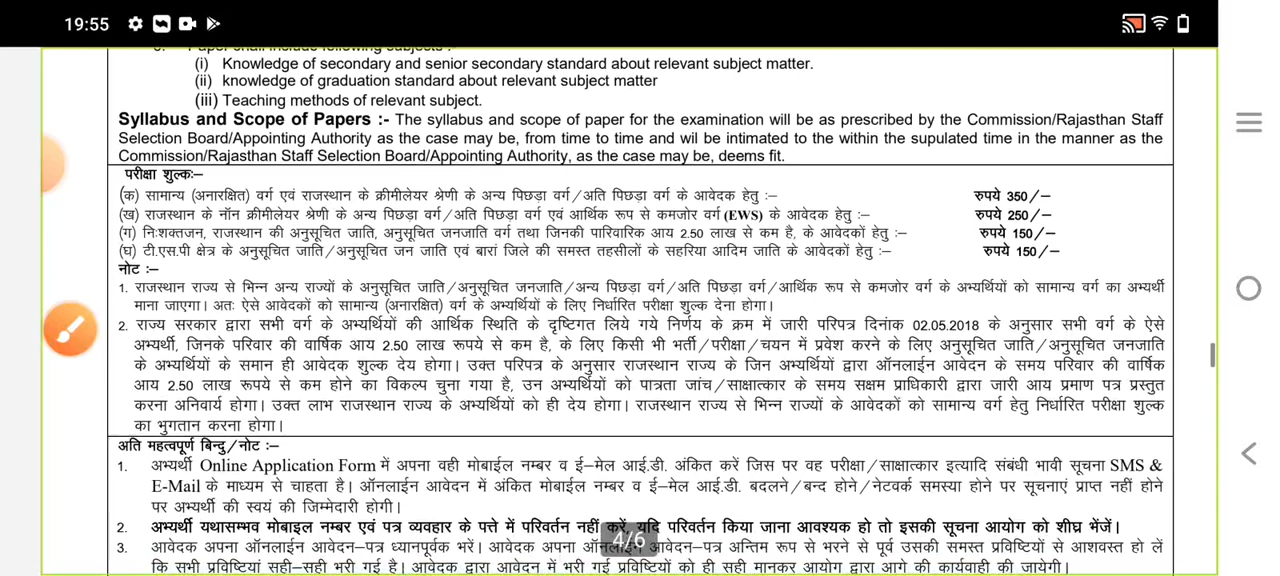 19:55
3. Paper shall include following subjects :-
(i) Knowledge of secondary and senior secondary standard about relevant subject matter.
(ii) knowledge of graduation standard about relevant subject matter
(iii) Teaching methods of relevant subject.
Syllabus and Scope of Papers :- The syllabus and scope of paper for the examination will be as prescribed by the Commission/Rajasthan Staff
Selection Board/Appointing Authority as the case may be, from time to time and wil be intimated to the within the supulated time in the manner as the
Commission/Rajasthan Staff Selection Board/Appointing Authority, as the case may be, deems fit.
परीक्षा शुल्कः–
(क) सामान्य (अनारक्षित) वर्ग एवं राजस्थान के क्रीमीलेयर श्रेणी के अन्य पिछड़ा वर्ग/अति पिछड़ा वर्ग के आवेदक हेतु :– रुपये 350/–
(ख) राजस्थान के नॉन क्रीमीलेयर श्रेणी के अन्य पिछड़ा वर्ग/अति पिछड़ा वर्ग एवं आर्थिक रूप से कमजोर वर्ग (EWS) के आवेदक हेतु :– रुपये 250/–
(ग) निःशक्तजन, राजस्थान की अनुसूचित जाति, अनुसूचित जनजाति वर्ग तथा जिनकी पारिवारिक आय 2.50 लाख से कम है, के आवेदकों हेतु :– रुपये 150/–
(घ) टी.एस.पी क्षेत्र के अनुसूचित जाति/अनुसूचित जन जाति एवं बारां जिले की समस्त तहसीलों के सहरिया आदिम जाति के आवेदकों हेतु :– रुपये 150/–
नोट :–
1. राजस्थान राज्य से भिन्न अन्य राज्यों के अनुसूचित जाति/अनुसूचित जनजाति/अन्य पिछड़ा वर्ग/अति पिछड़ा वर्ग/आर्थिक रूप से कमजोर वर्ग के अभ्यर्थियों को सामान्य वर्ग का अभ्यर्थी
माना जाएगा। अतः ऐसे आवेदकों को सामान्य (अनारक्षित) वर्ग के अभ्यर्थियों के लिए निर्धारित परीक्षा शुल्क देना होगा।
2. राज्य सरकार द्वारा सभी वर्ग के अभ्यर्थियों की आर्थिक स्थिति के दृष्टिगत लिये गये निर्णय के क्रम में जारी परिपत्र दिनांक 02.05.2018 के अनुसार सभी वर्ग के ऐसे
अभ्यर्थी, जिनके परिवार की वार्षिक आय 2.50 लाख रूपये से कम है, के लिए किसी भी भर्ती/परीक्षा/चयन में प्रवेश करने के लिए अनुसूचित जाति/अनुसूचित जनजाति
के अभ्यर्थियों के समान ही आवेदक शुल्क देय होगा। उक्त परिपत्र के अनुसार राजस्थान राज्य के जिन अभ्यर्थियों द्वारा ऑनलाईन आवेदन के समय परिवार की वार्षिक
आय 2.50 लाख रूपये से कम होने का विकल्प चुना गया है, उन अभ्यर्थियों को पात्रता जांच/साक्षात्कार के समय सक्षम प्राधिकारी द्वारा जारी आय प्रमाण पत्र प्रस्तुत
करना अनिवार्य होगा। उक्त लाभ राजस्थान राज्य के अभ्यर्थियों को ही देय होगा। राजस्थान राज्य से भिन्न राज्यों के आवेदकों को सामान्य वर्ग हेतु निर्धारित परीक्षा शुल्क
का भुगतान करना होगा।
अति महत्वपूर्ण बिन्दु/नोट :–
1. अभ्यर्थी Online Application Form में अपना वही मोबाईल नम्बर व ई–मेल आई.डी. अंकित करें जिस पर वह परीक्षा/साक्षात्कार इत्यादि संबंधी भावी सूचना SMS &
E-Mail के माध्यम से चाहता है। ऑनलाईन आवेदन में अंकित मोबाईल नम्बर व ई–मेल आई.डी. बदलने/बन्द होने/नेटवर्क समस्या होने पर सूचनाएं प्राप्त नहीं होने
पर अभ्यर्थी की स्वयं की जिम्मेदारी होगी।
2. अभ्यर्थी यथासम्भव मोबाइल नम्बर एवं पत्र व्यवहार के पत्ते में परिवर्तन नहीं करें, यदि परिवर्तन किया जाना आवश्यक हो तो इसकी सूचना आयोग को शीघ्र भेंजें।
4/6
3. आवेदक अपना ऑनलाईन आवेदन–पत्र ध्यानपूर्वक भरें। आवेदक अपना ऑनलाईन आवेदन–पत्र अन्तिम रूप से भरने से पूर्व उसकी समस्त प्रविष्टियों से आशवस्त हो लें
कि सभी प्रविष्टियां सही–सही भरी गई है। आवेदक द्वारा आवेदन में भरी गई प्रविष्टियों को ही सही मानकर आयोग द्वारा आगे की कार्यवाही की जायेगी।